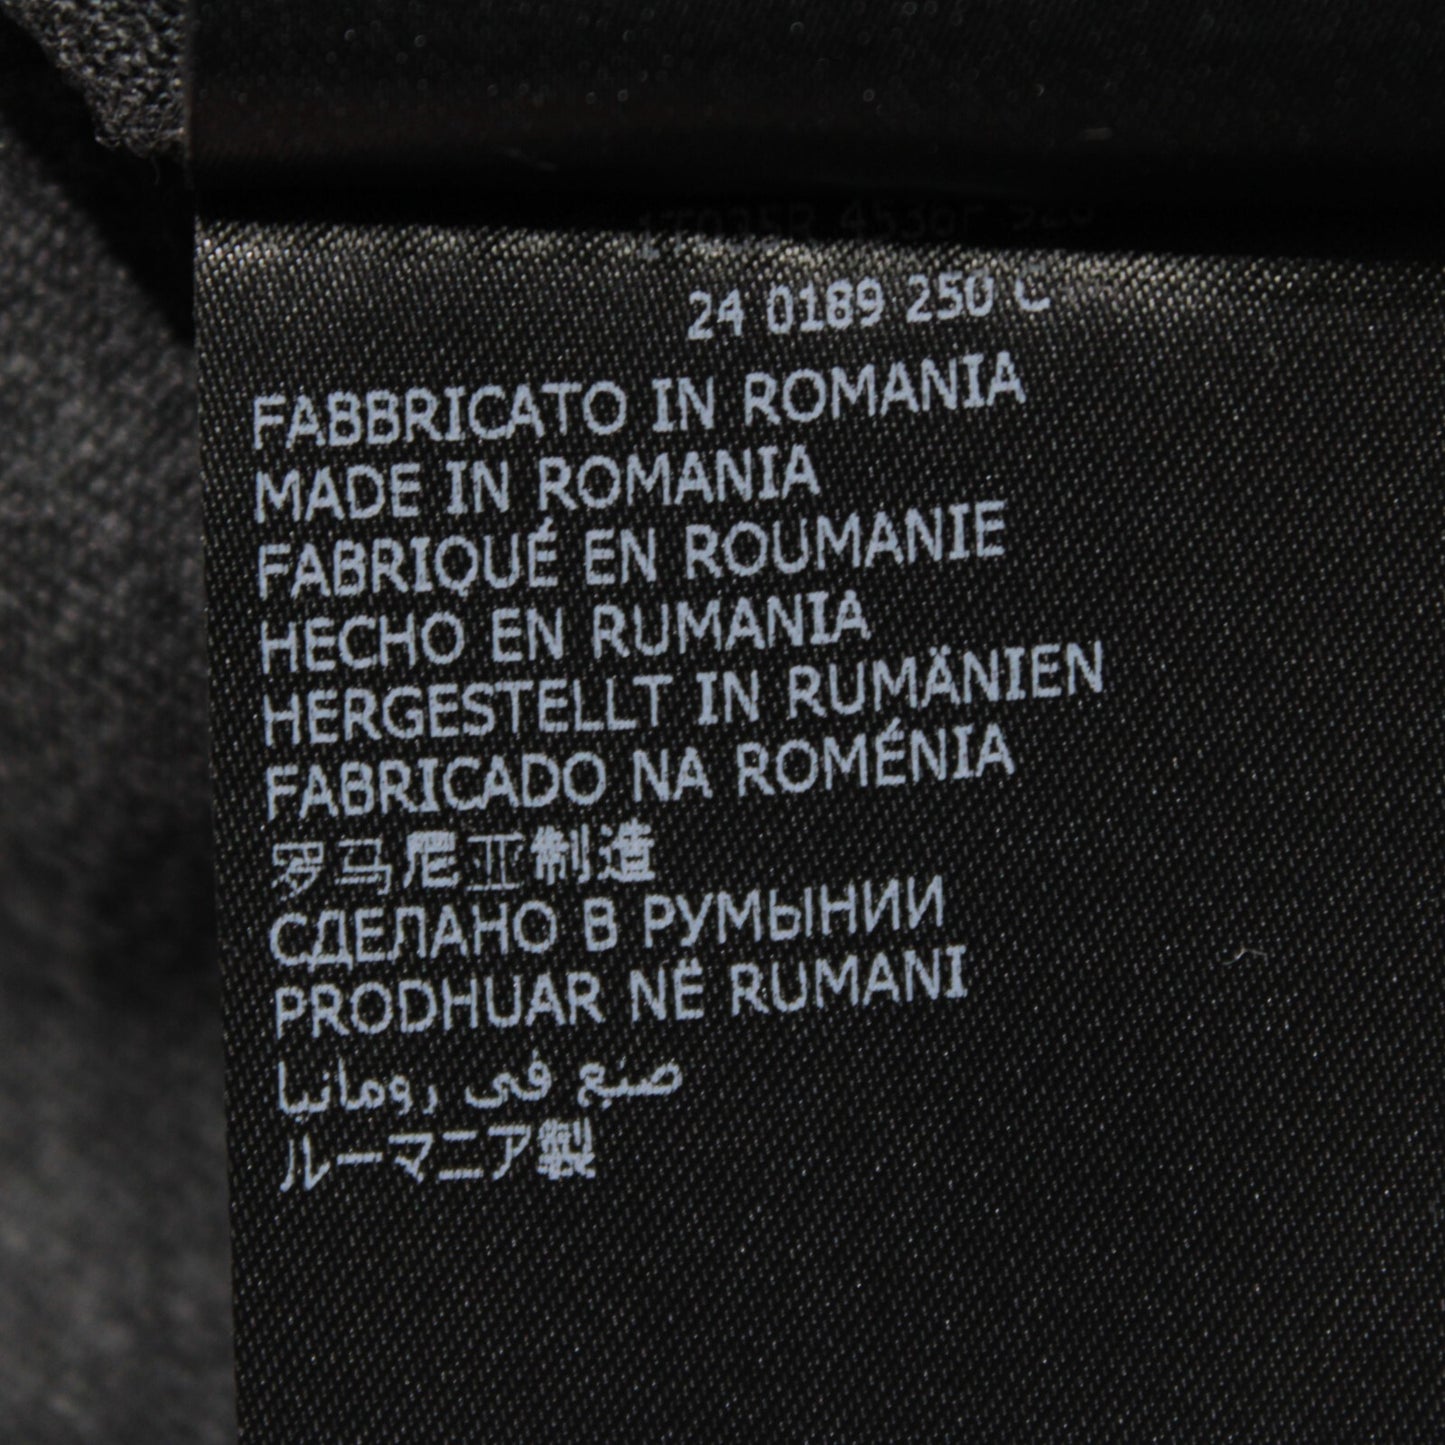 24 0189 250 C
FABBRICATO IN ROMANIA
MADE IN ROMANIA
FABRIQUÉ EN ROUMANIE
HECHO EN RUMANIA
HERGESTELLT IN RUMÄNIEN
FABRICADO NA ROMÉNIA
罗马尼亚制造
СДЕЛАНО В РУМЫНИИ
PRODHUAR NË RUMANI
صنع في رومانيا
ルーマニア製